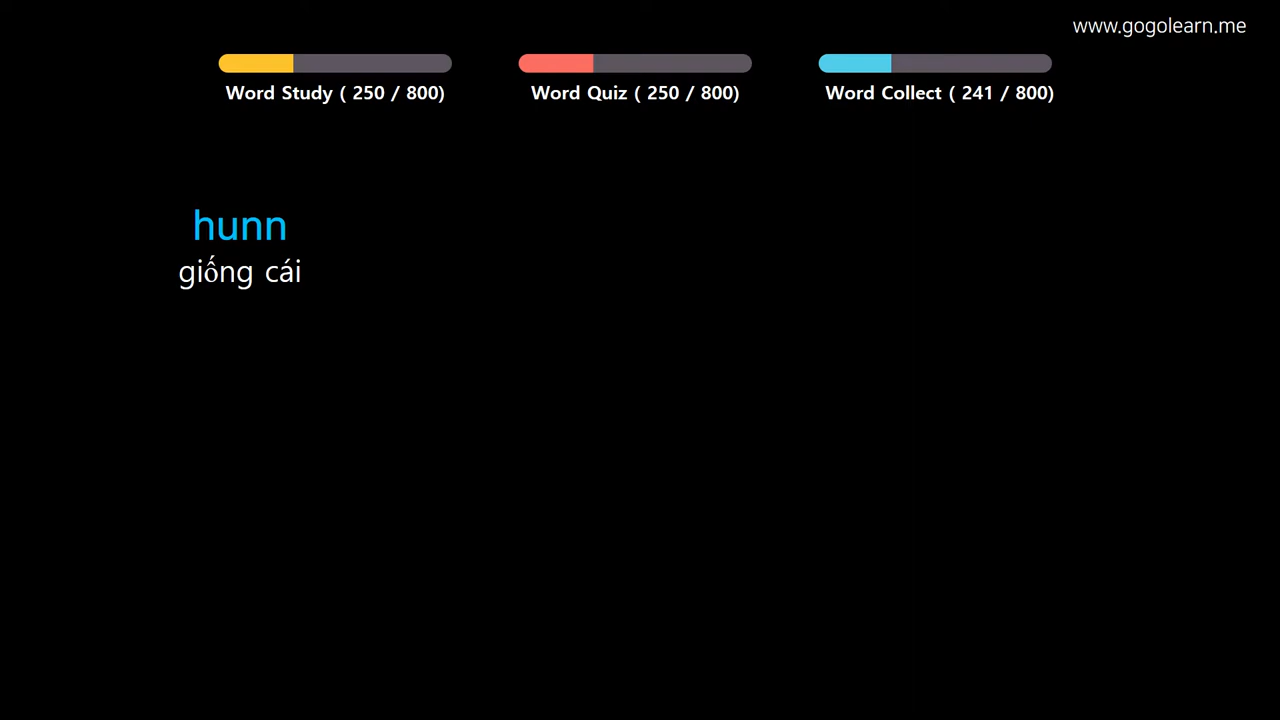 www.gogolearn.me
Word Study ( 250 / 800)
Word Quiz ( 250 / 800)
Word Collect ( 241 / 800)
hunn
giống cái